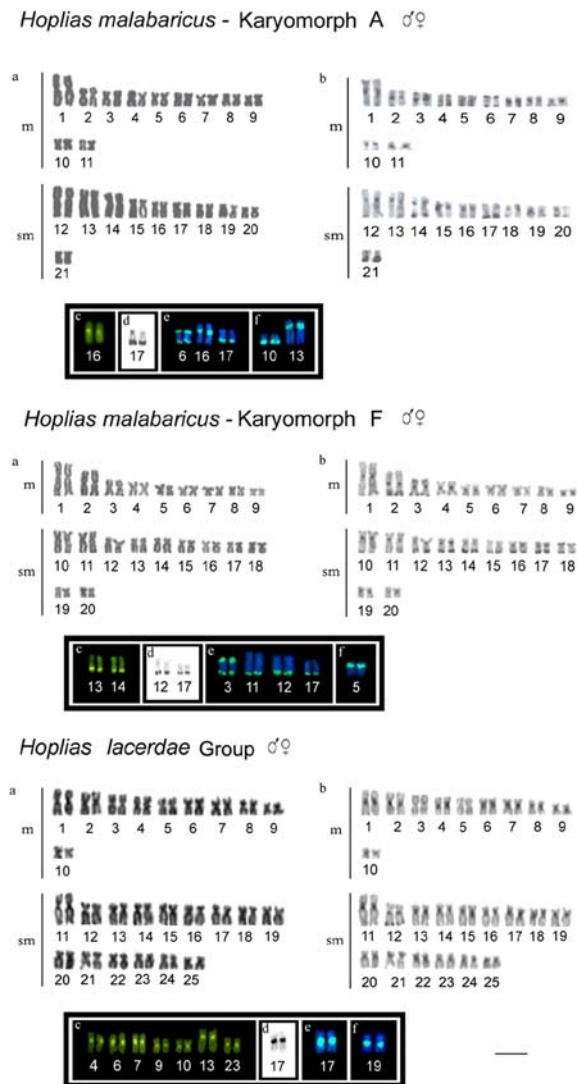 Hoplias malabaricus - Karyomorph A ♂♀
a b
1 2 3 4 5 6 7 8 9 1 2 3 4 5 6 7 8 9
m m
10 11 10 11
12 13 14 15 16 17 18 19 20 12 13 14 15 16 17 18 19 20
sm sm
21 21
c d e f
16 17 6 16 17 10 13
Hoplias malabaricus - Karyomorph F ♂♀
a b
m m
1 2 3 4 5 6 7 8 9 1 2 3 4 5 6 7 8 9
sm sm
10 11 12 13 14 15 16 17 18 10 11 12 13 14 15 16 17 18
19 20 19 20
c d e f
13 14 12 17 3 11 12 17 5
Hoplias lacerdae Group ♂♀
a b
1 2 3 4 5 6 7 8 9 1 2 3 4 5 6 7 8 9
m m
10 10
11 12 13 14 15 16 17 18 19 11 12 13 14 15 16 17 18 19
sm sm
20 21 22 23 24 25 20 21 22 23 24 25
c d e f
4 6 7 9 10 13 23 17 17 19